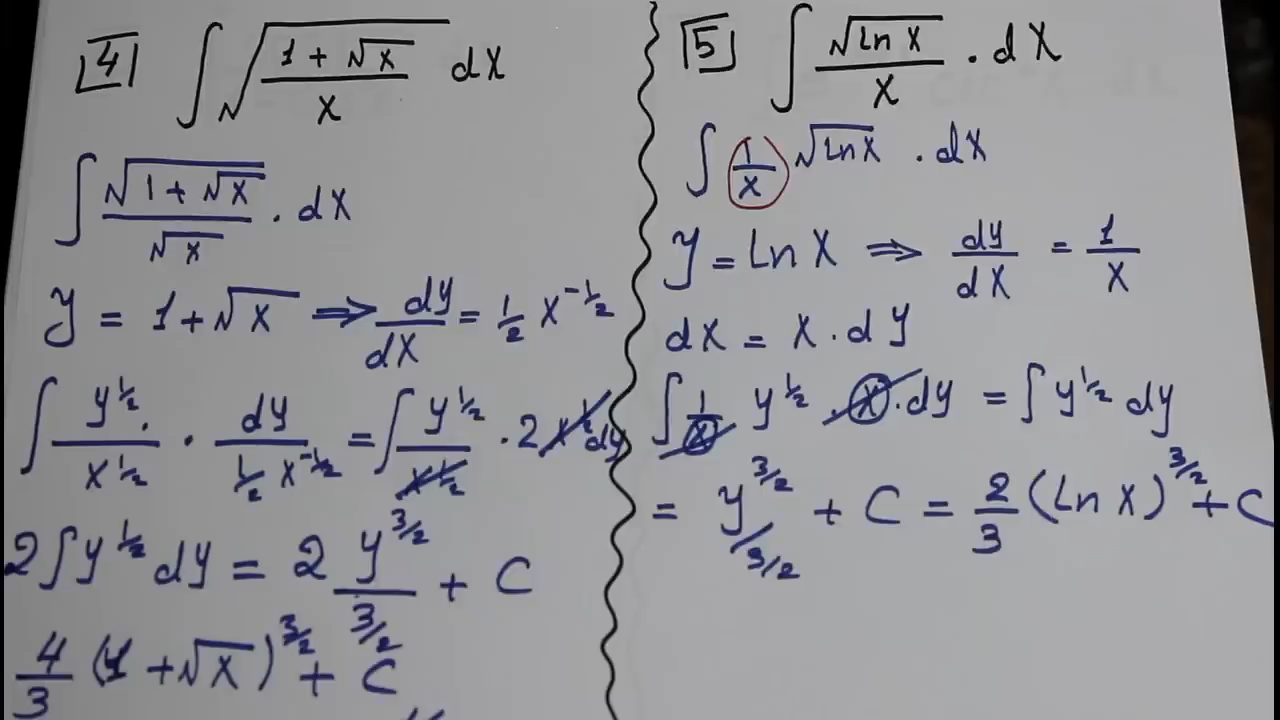 4 ∫ √((1 + √x)/x) dx
∫ √(1 + √x)/√x . dx
y = 1 + √x ⇒ dy/dx = 1/2 x^(-1/2)
∫ y^(1/2)/x^(1/2) . dy/(1/2 x^(-1/2)) = ∫ y^(1/2)/x^(1/2) . 2 x^(1/2) dy
2 ∫ y^(1/2) dy = 2 y^(3/2)/(3/2) + C
4/3 (1 + √x)^(3/2) + C
5 ∫ √(Ln x)/x . dx
∫ 1/x √(Ln x) . dx
y = Ln x ⇒ dy/dx = 1/x
dx = x . dy
∫ 1/x y^(1/2) . x . dy = ∫ y^(1/2) dy
= y^(3/2)/(3/2) + C = 2/3 (Ln x)^(3/2) + C